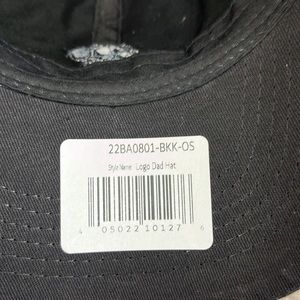 22BA0801-BKK-OS
Style Name: Logo Dad Hat
4 05022 10127 6